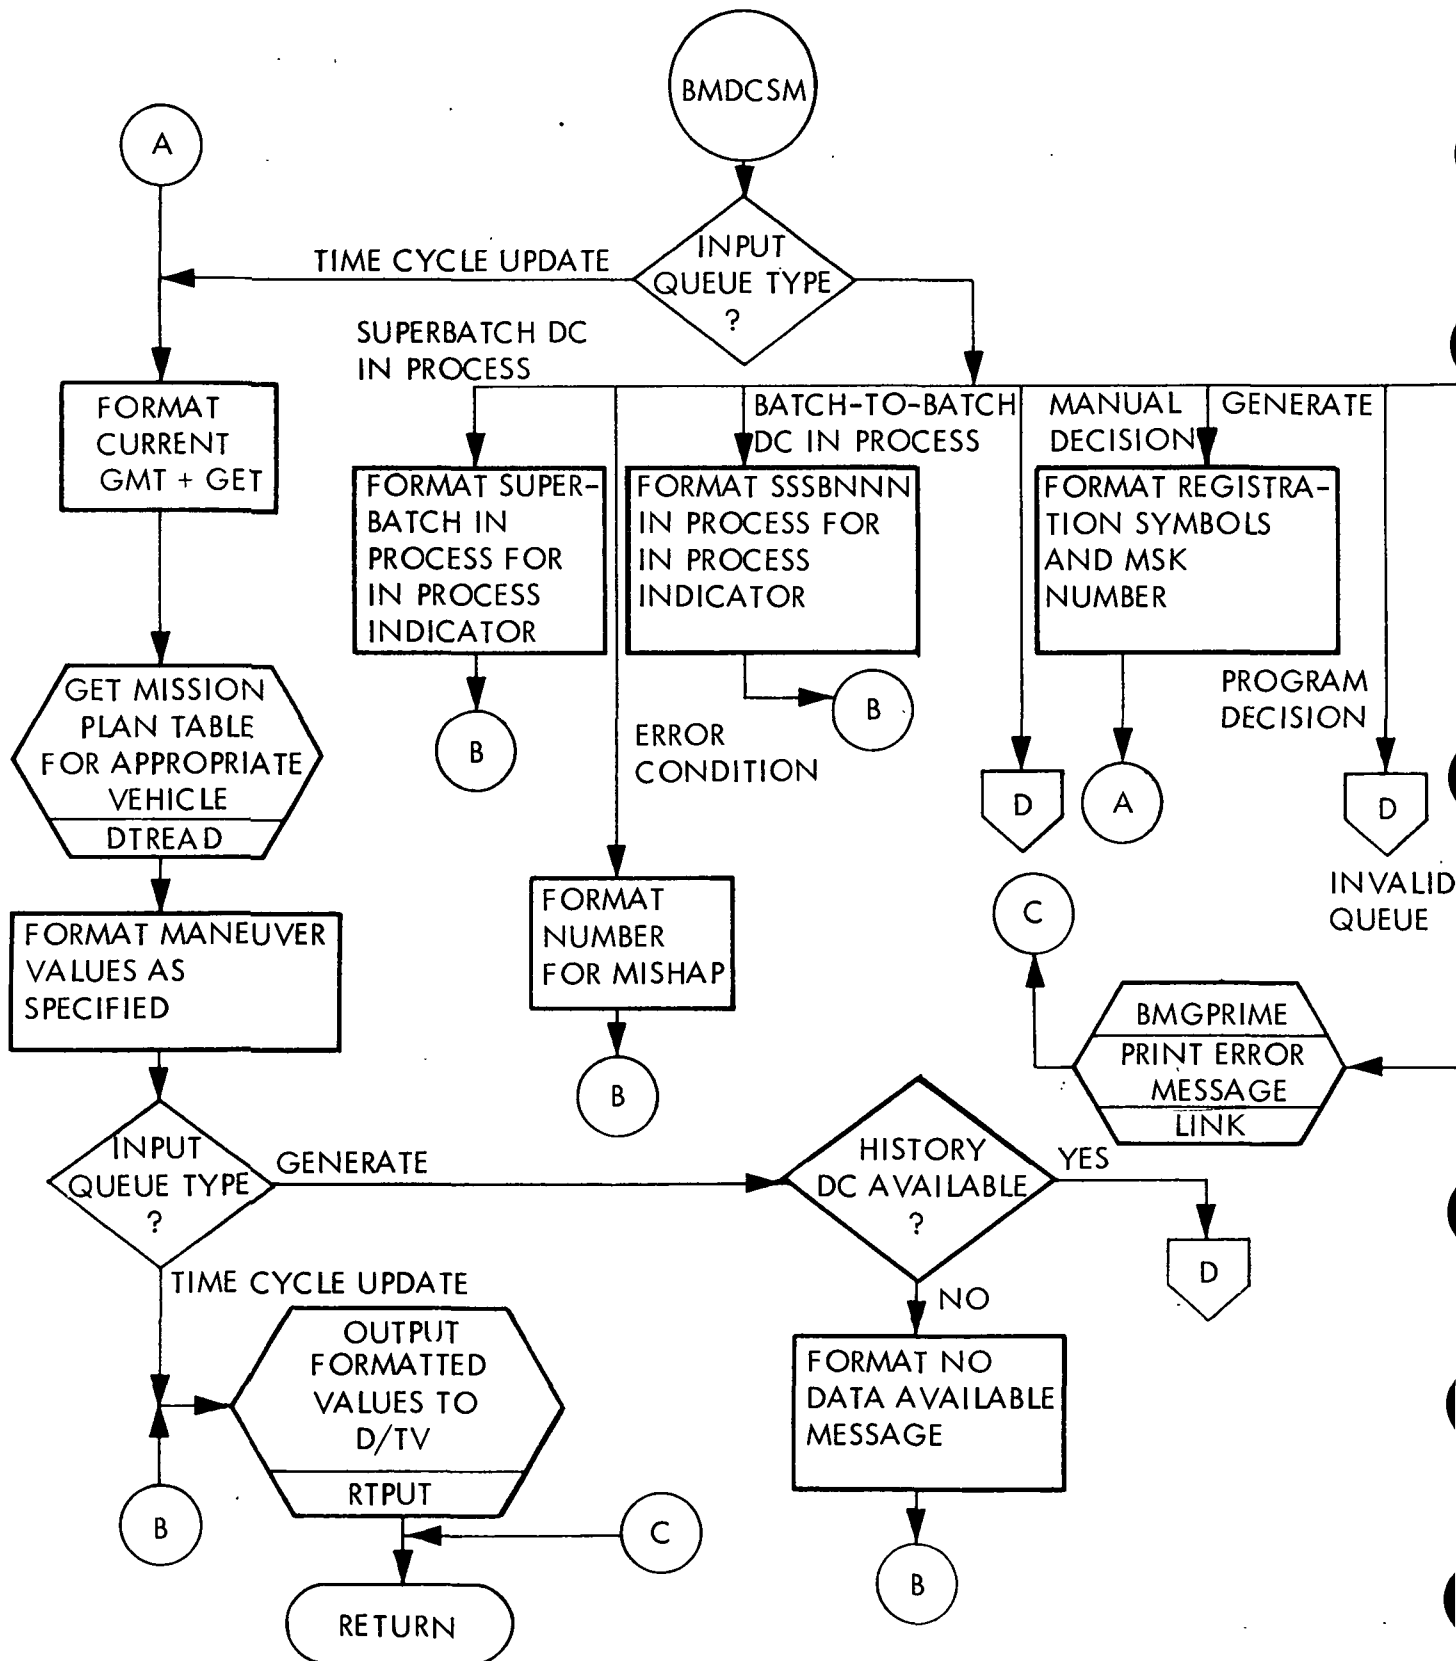 BMDCSM
A
INPUT
QUEUE TYPE
?
TIME CYCLE UPDATE
SUPERBATCH DC
IN PROCESS
FORMAT
CURRENT
GMT + GET
BATCH-TO-BATCH
DC IN PROCESS
MANUAL
DECISION
GENERATE
FORMAT SUPER-
BATCH IN
PROCESS FOR
IN PROCESS
INDICATOR
FORMAT SSSBNNN
IN PROCESS FOR
IN PROCESS
INDICATOR
FORMAT REGISTRA-
TION SYMBOLS
AND MSK
NUMBER
GET MISSION
PLAN TABLE
FOR APPROPRIATE
VEHICLE
DTREAD
B
B
ERROR
CONDITION
PROGRAM
DECISION
D
A
D
INVALID
QUEUE
FORMAT MANEUVER
VALUES AS
SPECIFIED
FORMAT
NUMBER
FOR MISHAP
C
BMGPRIME
PRINT ERROR
MESSAGE
LINK
B
INPUT
QUEUE TYPE
?
GENERATE
HISTORY
DC AVAILABLE
?
YES
D
TIME CYCLE UPDATE
NO
OUTPUT
FORMATTED
VALUES TO
D/TV
RTPUT
FORMAT NO
DATA AVAILABLE
MESSAGE
B
C
B
RETURN